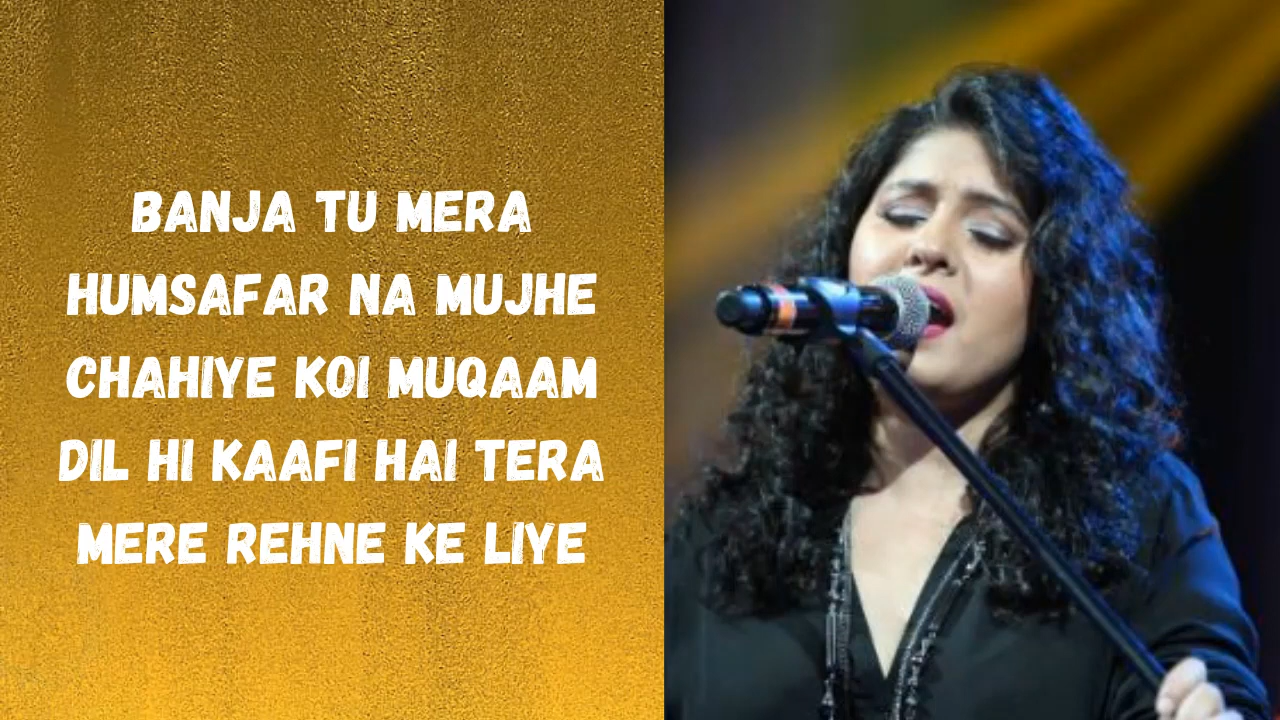 BANJA TU MERA
HUMSAFAR NA MUJHE
CHAHIYE KOI MUQAAM
DIL HI KAAFI HAI TERA
MERE REHNE KE LIYE